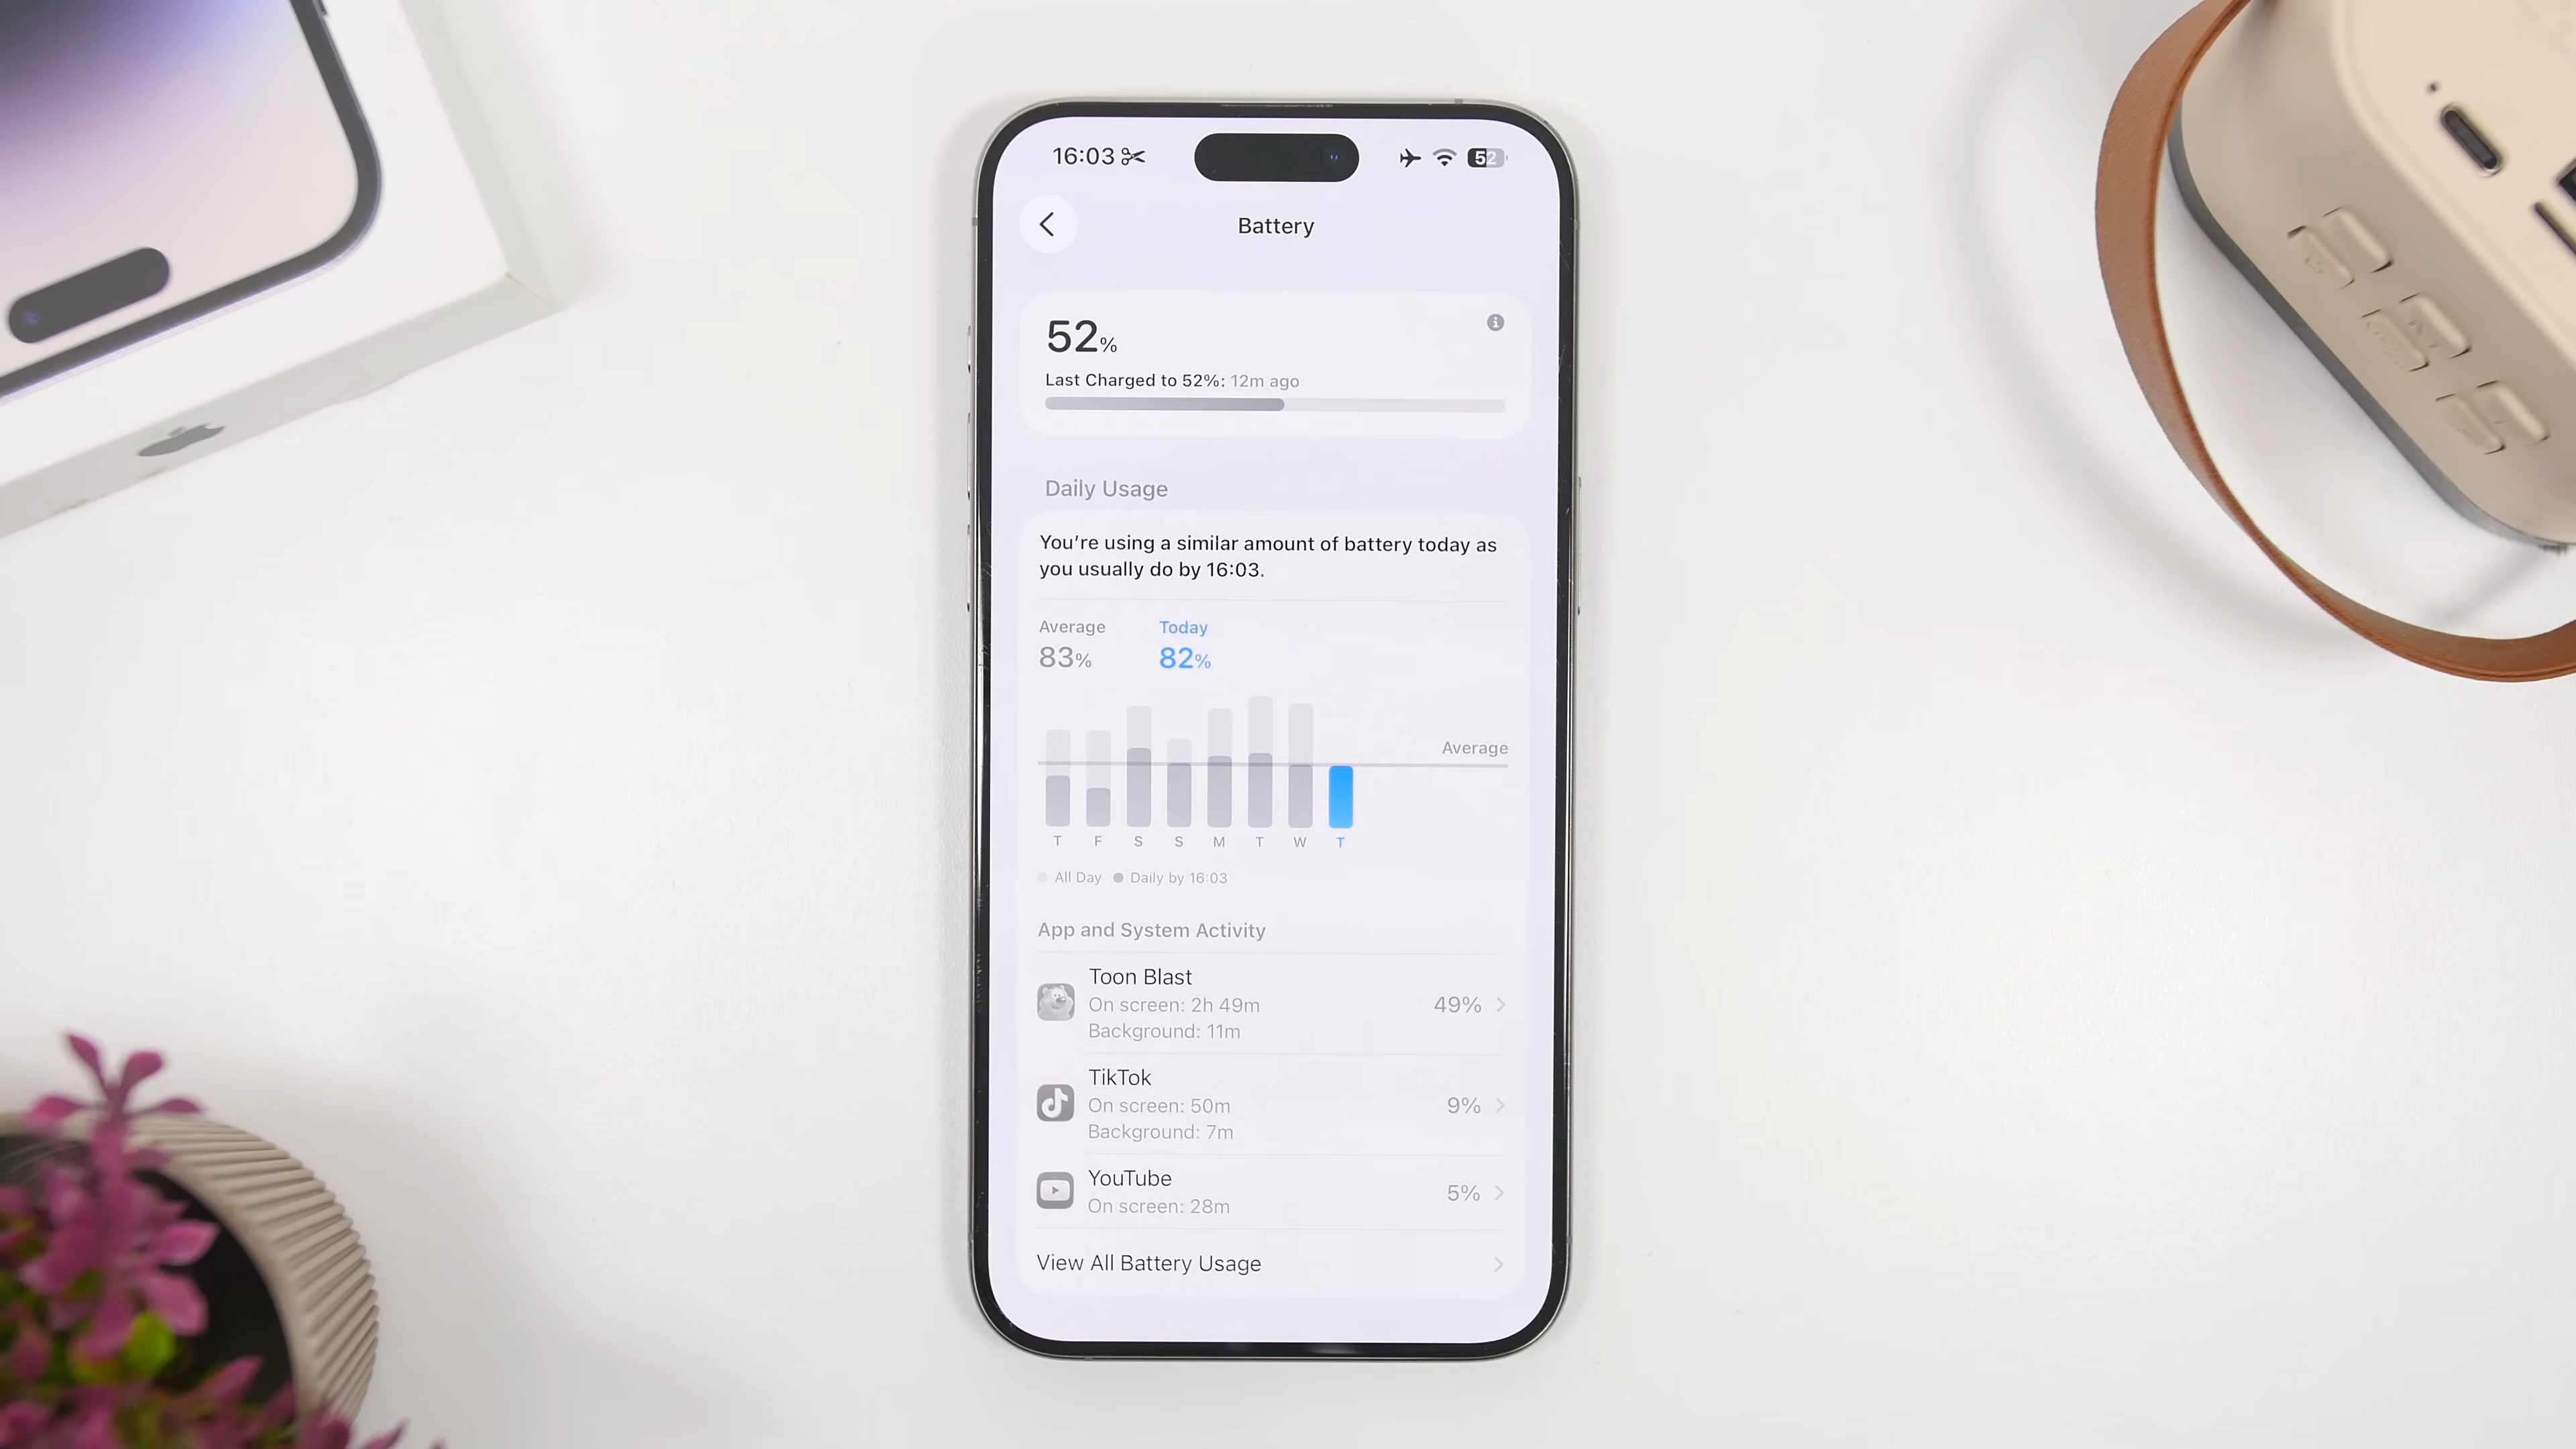 16:03
52
Battery
52%
Last Charged to 52%: 12m ago
Daily Usage
You're using a similar amount of battery today as
you usually do by 16:03.
Average Today
83% 82%
Average
T F S S M T W T
All Day Daily by 16:03
App and System Activity
Toon Blast
On screen: 2h 49m
49%
Background: 11m
TikTok
On screen: 50m
9%
Background: 7m
YouTube
5%
On screen: 28m
View All Battery Usage